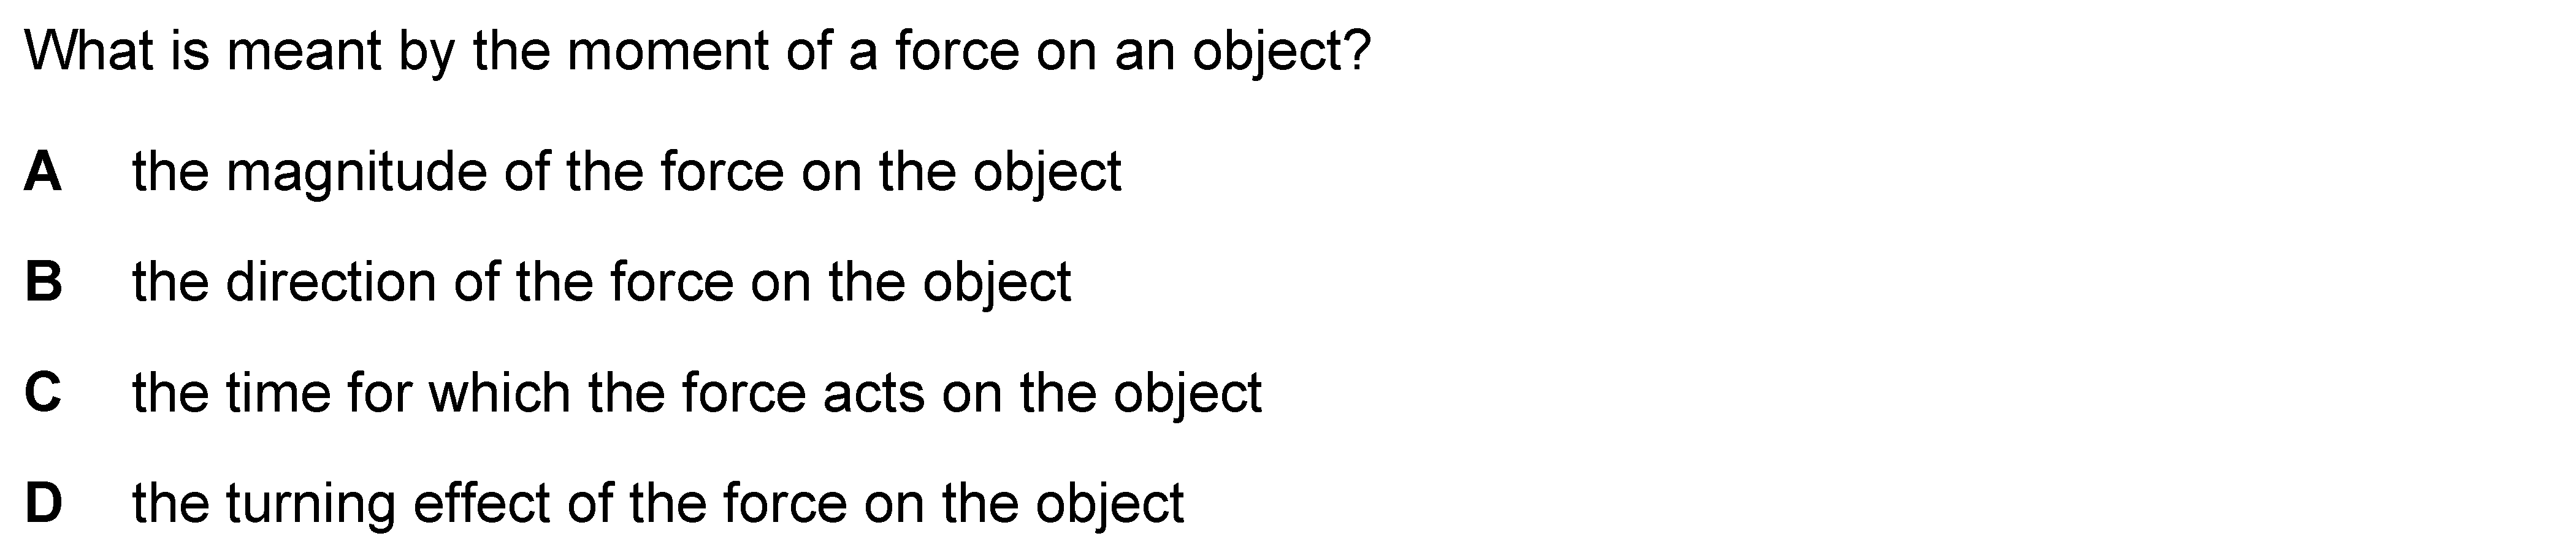 What is meant by the moment of a force on an object?
A the magnitude of the force on the object
B the direction of the force on the object
C the time for which the force acts on the object
D the turning effect of the force on the object